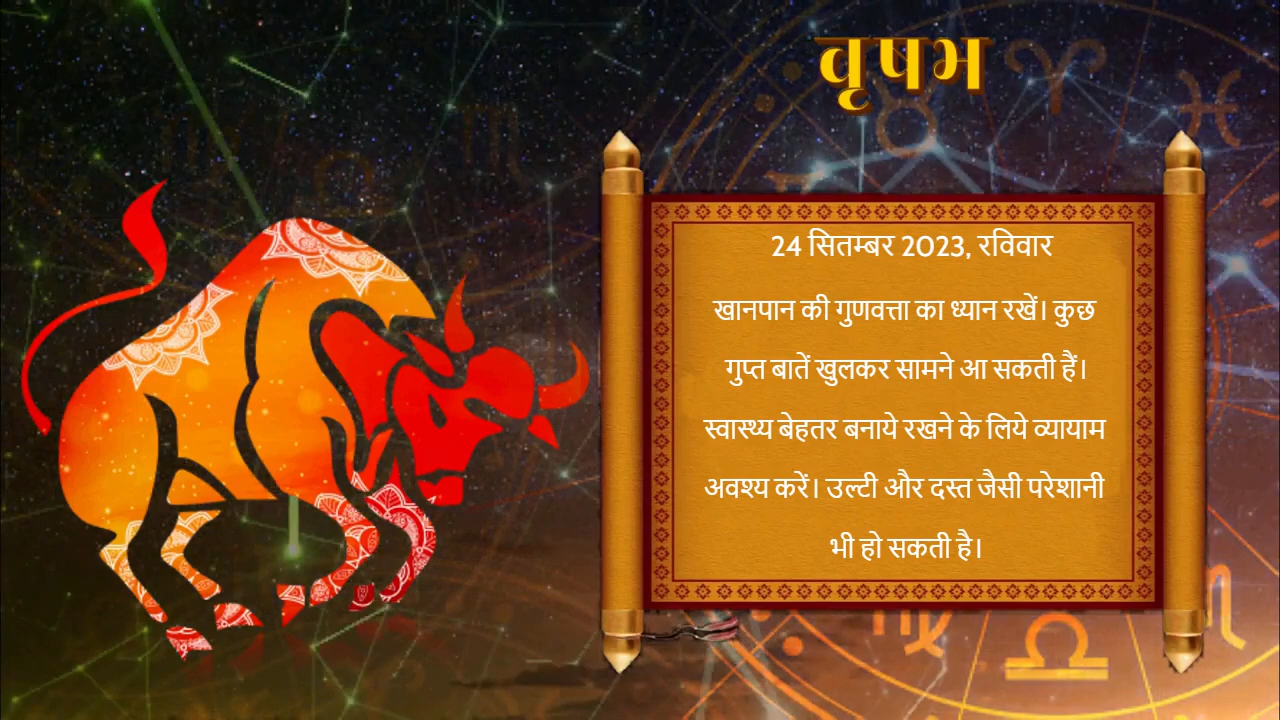 वृषभ
24 सितम्बर 2023, रविवार
खानपान की गुणवत्ता का ध्यान रखें। कुछ
गुप्त बातें खुलकर सामने आ सकती हैं।
स्वास्थ्य बेहतर बनाये रखने के लिये व्यायाम
अवश्य करें। उल्टी और दस्त जैसी परेशानी
भी हो सकती है।